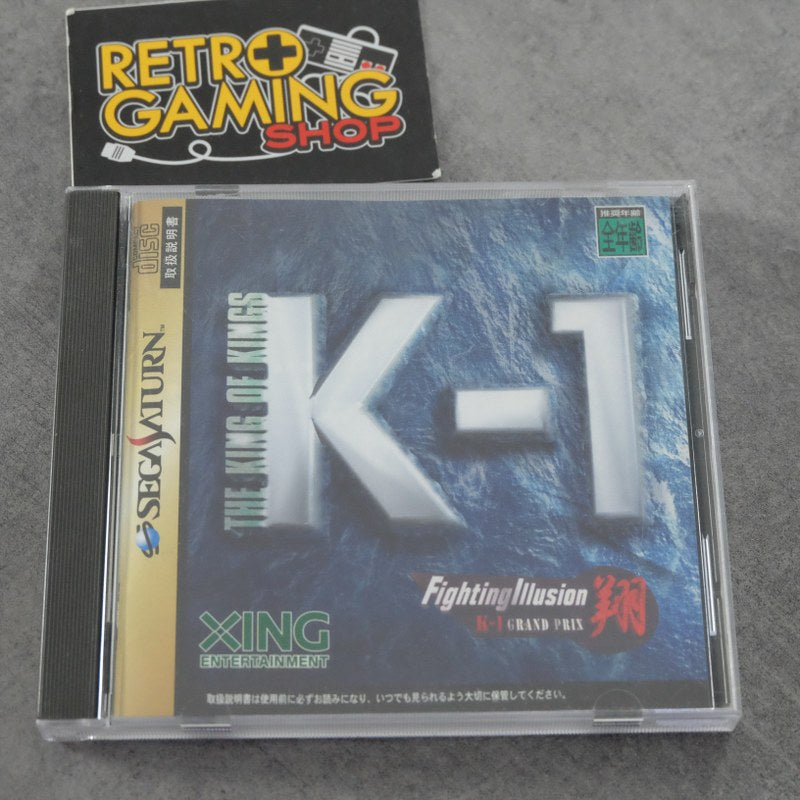 RETRO
GAMING
SHOP
COMPACT
DISC
取扱説明書
推奨年齢
全年齢
SEGA SATURN™
THE KING OF KINGS
K-1
Fighting Illusion
K-1 GRAND PRIX
翔
XING
ENTERTAINMENT
取扱説明書は使用前に必ずお読みになり、いつでも見られるよう大切に保管してください。